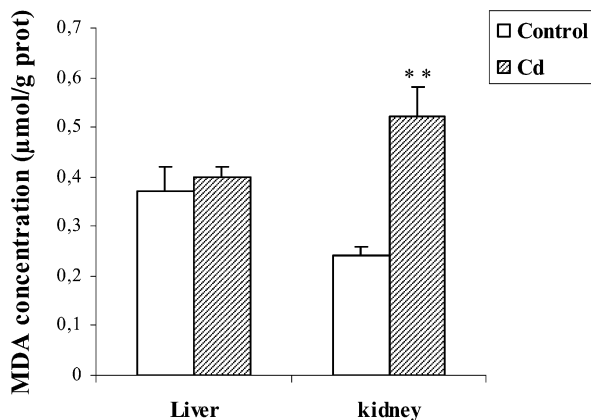 MDA concentration (µmol/g prot)
0,7
0,6
0,5
0,4
0,3
0,2
0,1
0
**
Liver
kidney
Control
Cd